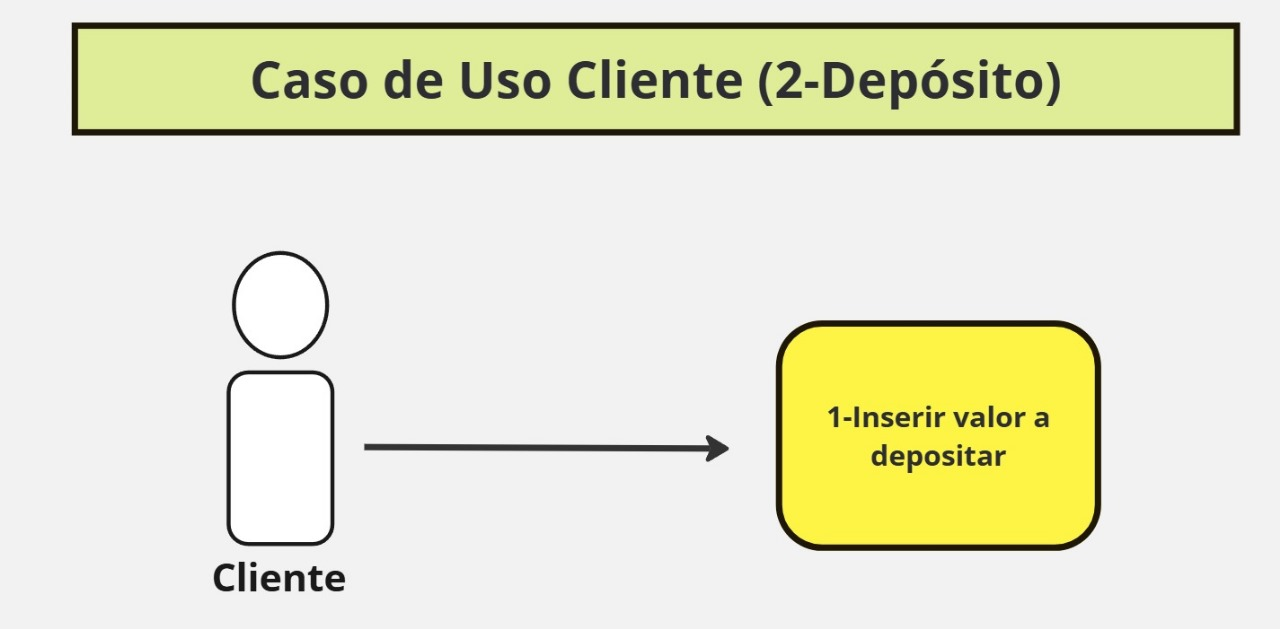 Caso de Uso Cliente (2-Depósito)
1-Inserir valor a
depositar
Cliente